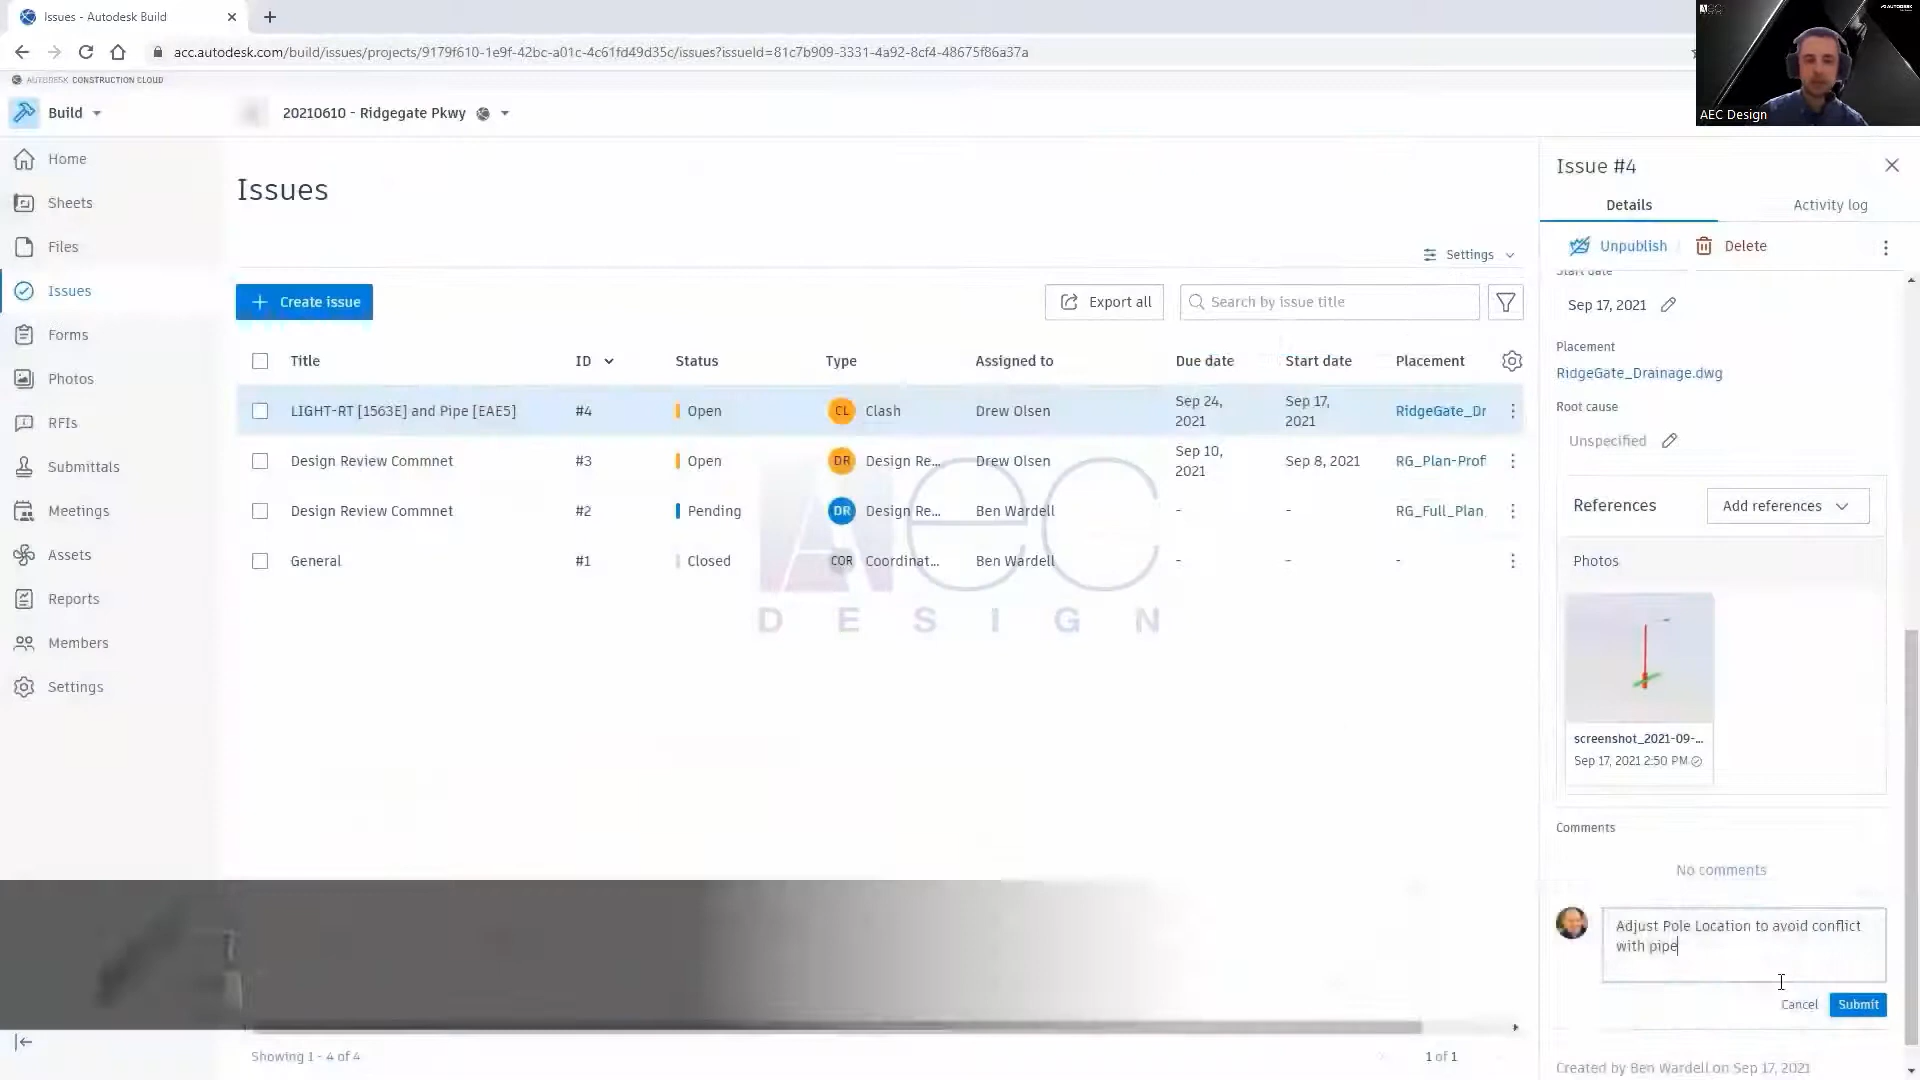 Issues - Autodesk Build
acc.autodesk.com/build/issues/projects/9179f610-1e9f-42bc-a01c-4c61fd49d35c/issues?issueId=81c7b909-3331-4a92-8cf4-48675f86a37a
AUTODESK CONSTRUCTION CLOUD
Build
20210610 - Ridgegate Pkwy
AEC Design
Home
Sheets
Files
Issues
Forms
Photos
RFIs
Submittals
Meetings
Assets
Reports
Members
Settings
Issues
Settings
Create issue
Export all
Search by issue title
Title ID Status Type Assigned to Due date Start date Placement
LIGHT-RT [1563E] and Pipe [EAE5] #4 Open CL Clash Drew Olsen Sep 24, 2021 Sep 17, 2021 RidgeGate_Dr
Design Review Commnet #3 Open DR Design Re... Drew Olsen Sep 10, 2021 Sep 8, 2021 RG_Plan-Prof
Design Review Commnet #2 Pending DR Design Re... Ben Wardell - - RG_Full_Plan
General #1 Closed COR Coordinat... Ben Wardell - - -
AEC
DESIGN
Showing 1 - 4 of 4
1 of 1
Issue #4
Details Activity log
Unpublish Delete
Start date
Sep 17, 2021
Placement
RidgeGate_Drainage.dwg
Root cause
Unspecified
References Add references
Photos
screenshot_2021-09-...
Sep 17, 2021 2:50 PM
Comments
No comments
Adjust Pole Location to avoid conflict
with pipe
Cancel Submit
Created by Ben Wardell on Sep 17, 2021